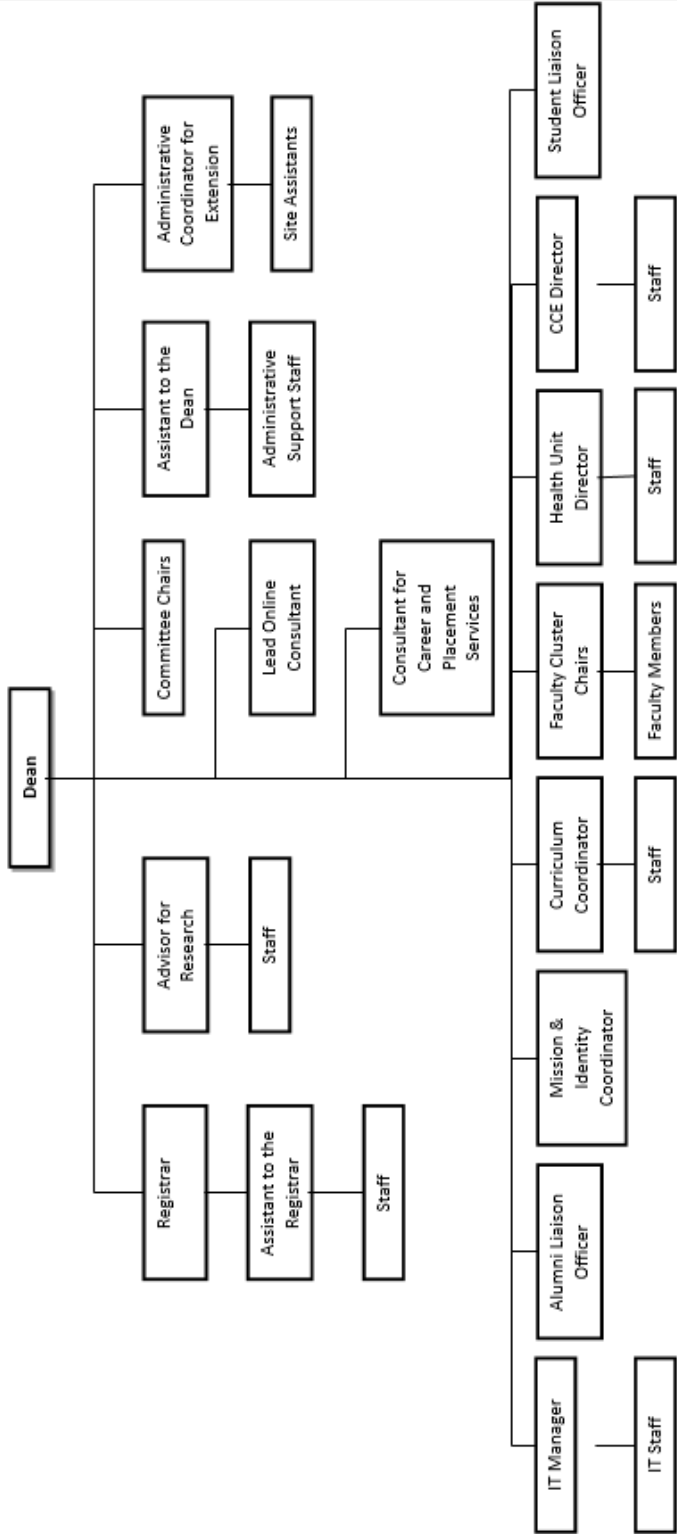 Dean
Registrar
Advisor for
Research
Committee Chairs
Assistant to the
Dean
Administrative
Coordinator for
Extension
Assistant to the
Registrar
Staff
Lead Online
Consultant
Administrative
Support Staff
Site Assistants
Staff
Consultant for
Career and
Placement
Services
IT Manager
Alumni Liaison
Officer
Mission &
Identity
Coordinator
Curriculum
Coordinator
Faculty Cluster
Chairs
Health Unit
Director
CCE Director
Student Liaison
Officer
IT Staff
Staff
Faculty Members
Staff
Staff